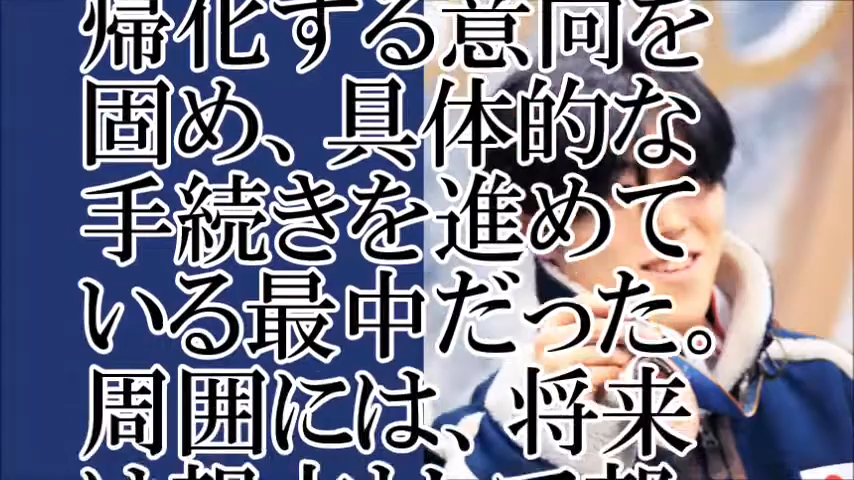 帰化する意向を
固め、具体的な
手続きを進めて
いる最中だった。
周囲には、将来